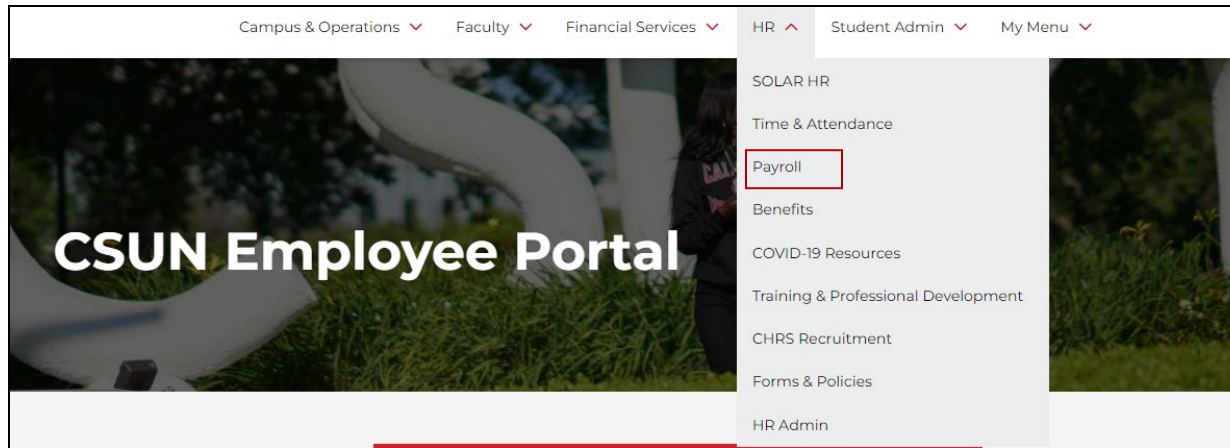 Campus & Operations Faculty Financial Services HR Student Admin My Menu
SOLAR HR
Time & Attendance
Payroll
Benefits
COVID-19 Resources
Training & Professional Development
CHRS Recruitment
Forms & Policies
HR Admin
CSUN Employee Portal